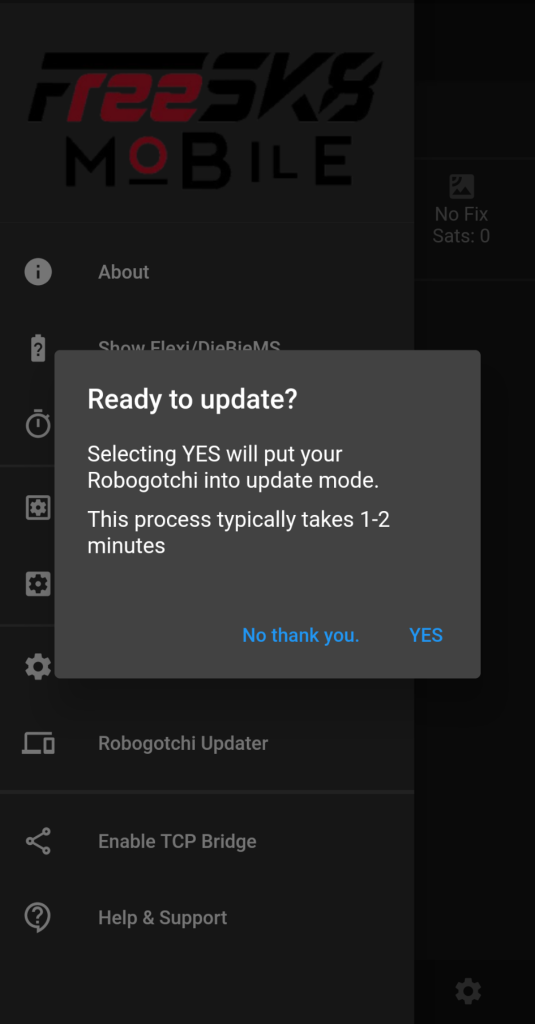 FreeSK8
MOBILE
No Fix
Sats: 0
About
Show Flexi/DieBieMS
Ready to update?
Selecting YES will put your
Robogotchi into update mode.
This process typically takes 1-2
minutes
No thank you.
YES
Robogotchi Updater
Enable TCP Bridge
Help & Support